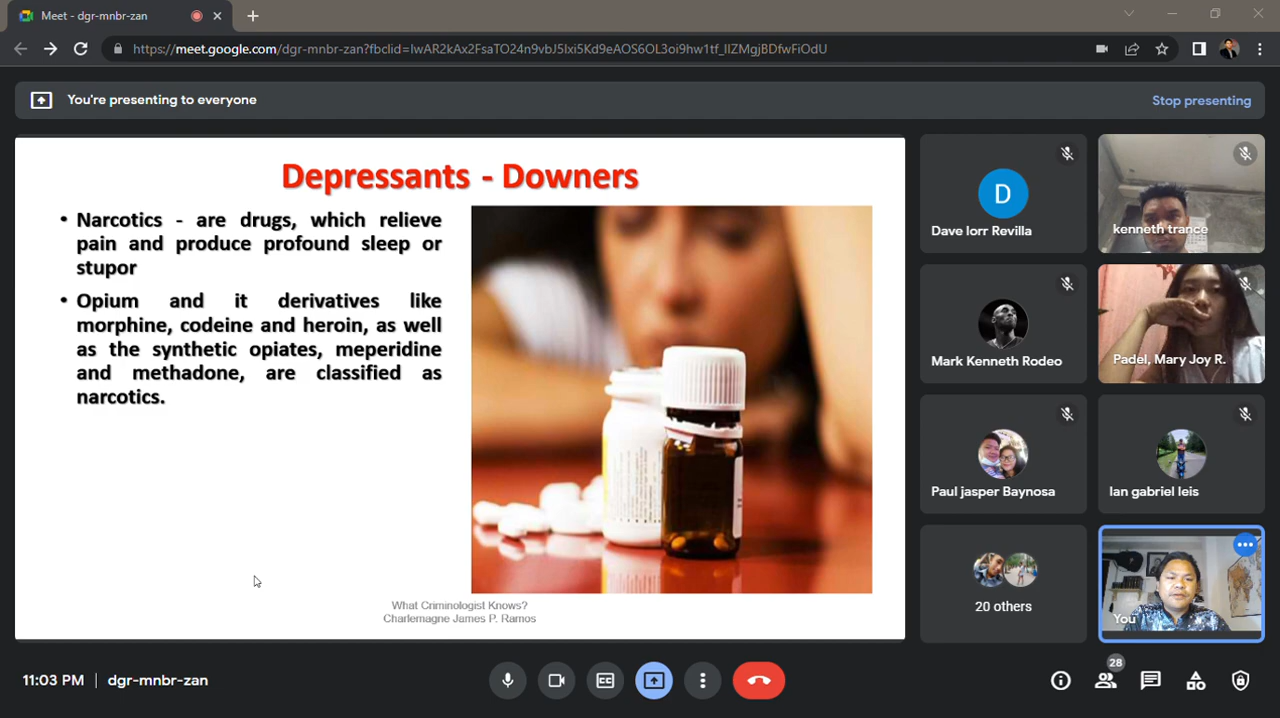 Meet - dgr-mnbr-zan
https://meet.google.com/dgr-mnbr-zan?fbclid=IwAR2kAx2FsaTO24n9vbJ5lxi5Kd9eAOS6OL3oi9hw1tf_lIZMgjBDfwFiOdU
You're presenting to everyone
Stop presenting
Depressants - Downers
• Narcotics - are drugs, which relieve
pain and produce profound sleep or
stupor
• Opium and it derivatives like
morphine, codeine and heroin, as well
as the synthetic opiates, meperidine
and methadone, are classified as
narcotics.
What Criminologist Knows?
Charlemagne James P. Ramos
D
Dave lorr Revilla
kenneth trance
Mark Kenneth Rodeo
Padel, Mary Joy R.
Paul jasper Baynosa
Ian gabriel leis
20 others
You
11:03 PM | dgr-mnbr-zan
28